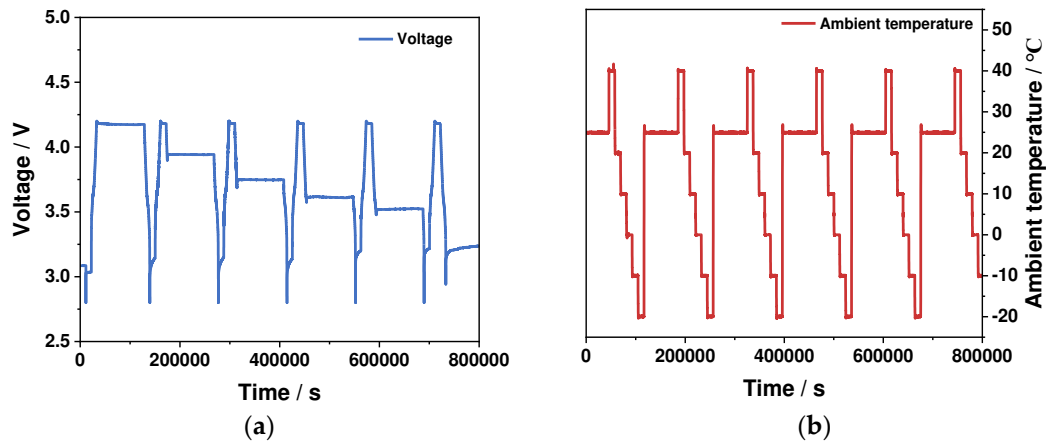 5.0
4.5
4.0
3.5
3.0
2.5
Voltage / V
Voltage
0 200000 400000 600000 800000
Time / s
(a)
Ambient temperature
50
40
30
20
10
0
-10
-20
Ambient temperature / °C
0 200000 400000 600000 800000
Time / s
(b)